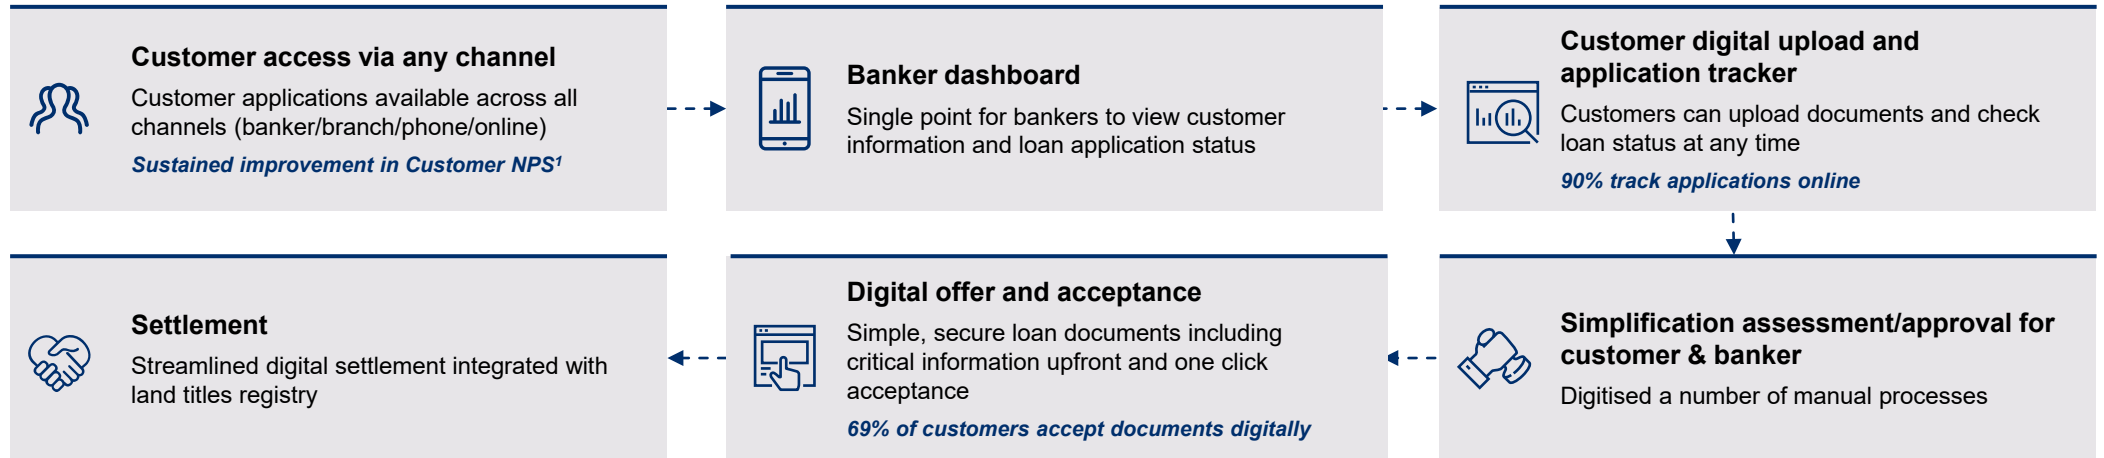 Customer access via any channel
Customer applications available across all
channels (banker/branch/phone/online)
Sustained improvement in Customer NPS¹
Banker dashboard
Single point for bankers to view customer
information and loan application status
Customer digital upload and
application tracker
Customers can upload documents and check
loan status at any time
90% track applications online
Simplification assessment/approval for
customer & banker
Digitised a number of manual processes
Digital offer and acceptance
Simple, secure loan documents including
critical information upfront and one click
acceptance
69% of customers accept documents digitally
Settlement
Streamlined digital settlement integrated with
land titles registry